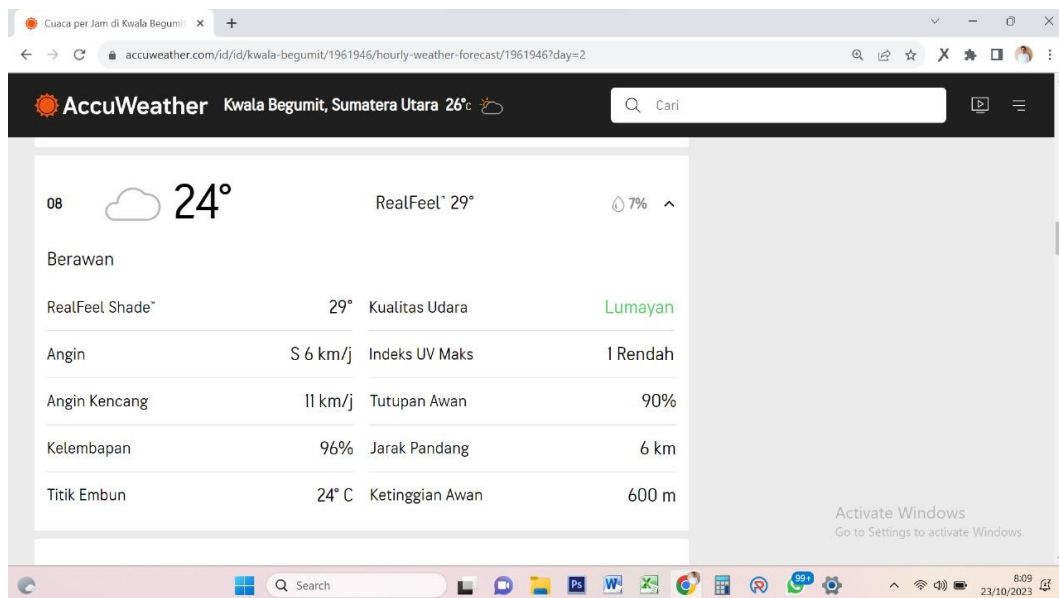 Cuaca per Jam di Kwala Begumit
accuweather.com/id/id/kwala-begumit/1961946/hourly-weather-forecast/1961946?day=2
AccuWeather Kwala Begumit, Sumatera Utara 26°c Cari
08 24° RealFeel® 29° 7%
Berawan
RealFeel Shade™ 29° Kualitas Udara Lumayan
Angin S 6 km/j Indeks UV Maks 1 Rendah
Angin Kencang 11 km/j Tutupan Awan 90%
Kelembapan 96% Jarak Pandang 6 km
Titik Embun 24° C Ketinggian Awan 600 m
Activate Windows
Go to Settings to activate Windows.
Search Ps W X 99+ 8:09
23/10/2023